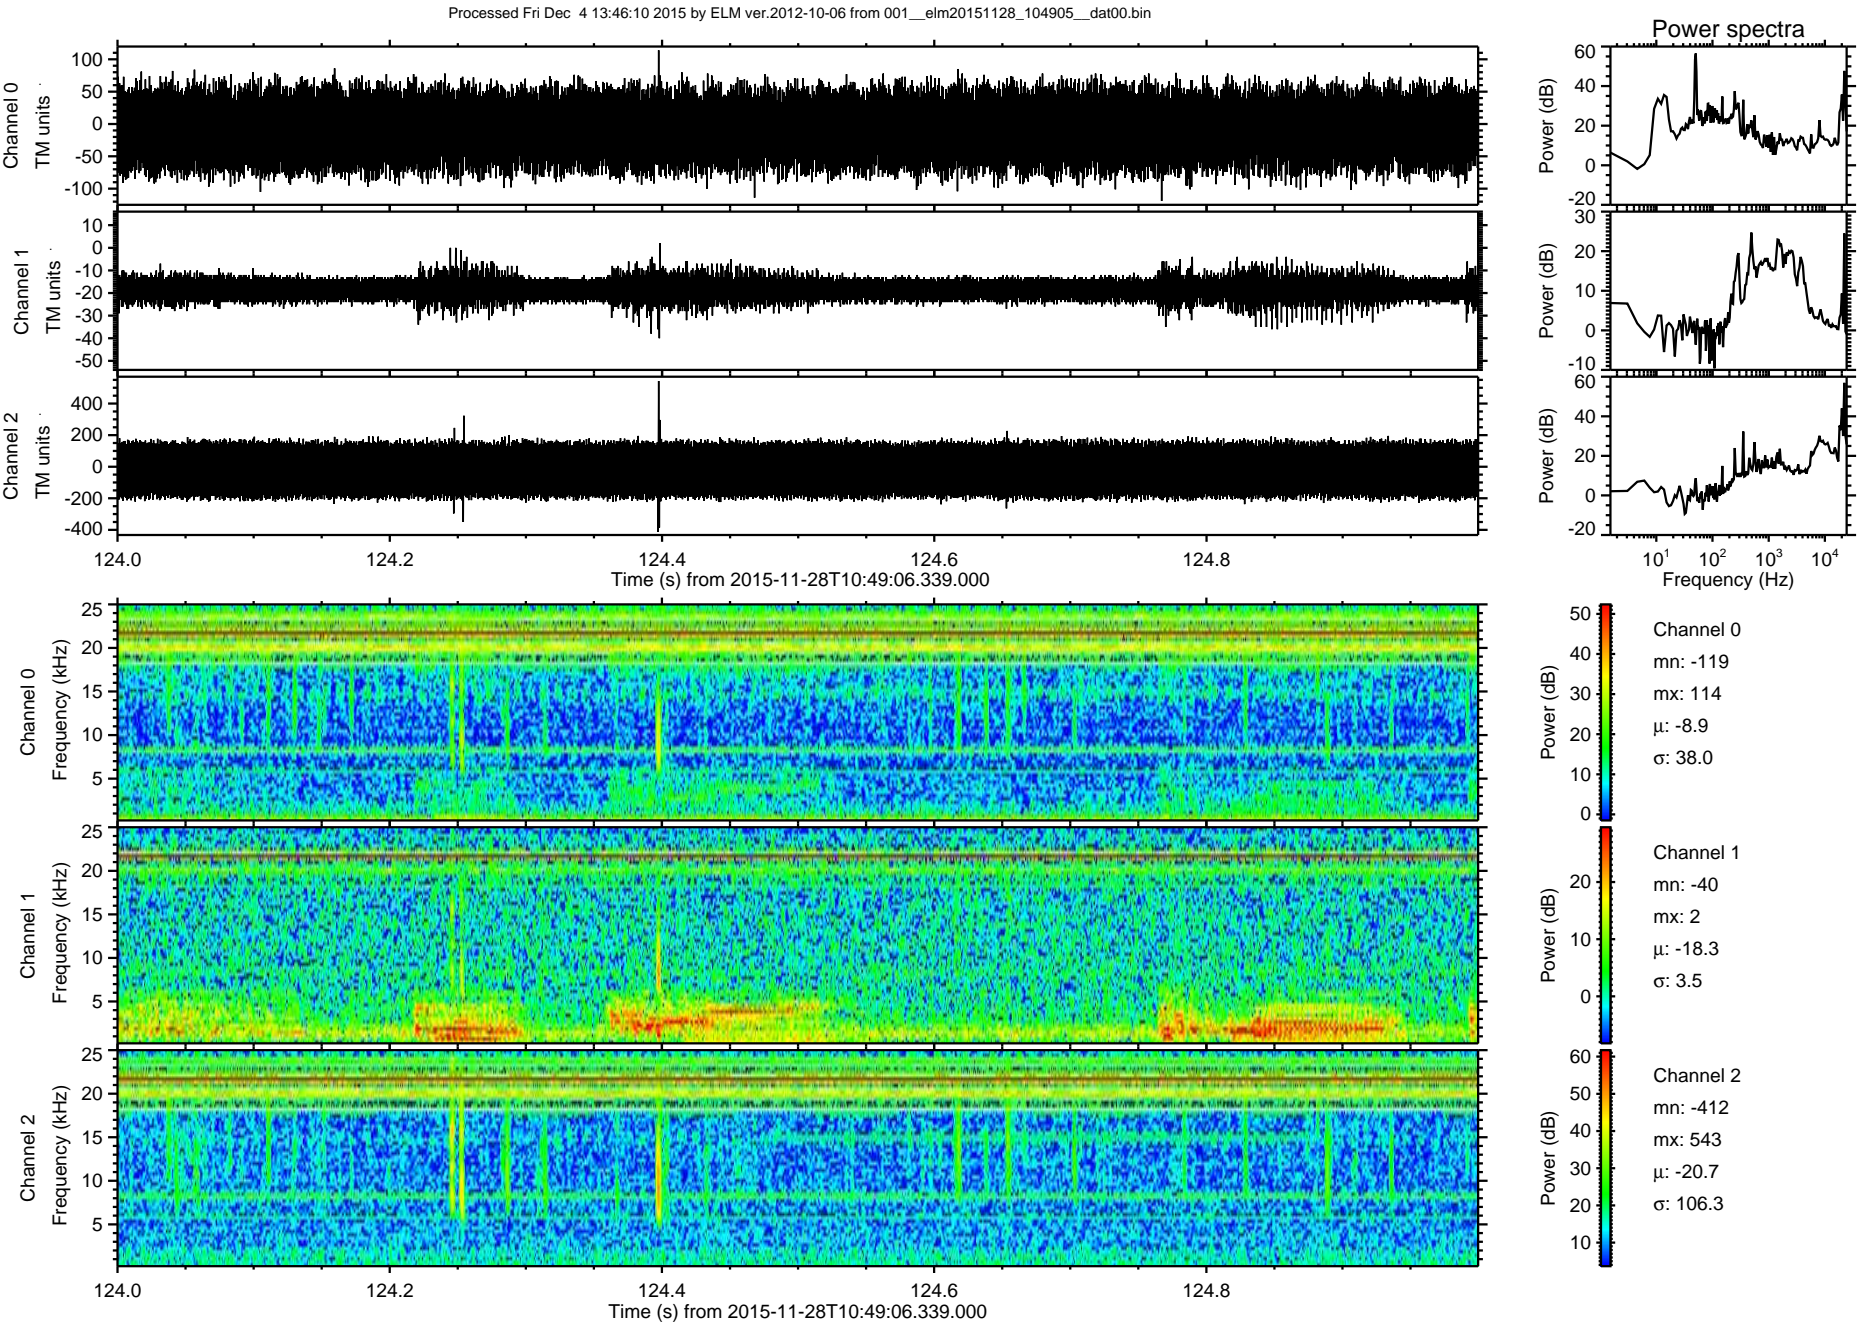 Processed Fri Dec  4 13:46:10 2015 by ELM ver.2012-10-06 from 001__elm20151128_104905__dat00.bin
Power spectra
Channel 0
TM units
100
50
0
-50
-100
Power (dB)
60
40
20
0
-20
Channel 1
TM units
10
0
-10
-20
-30
-40
-50
Power (dB)
30
20
10
0
-10
Channel 2
TM units
400
200
0
-200
-400
Power (dB)
60
40
20
0
-20
124.0 124.2 124.4 124.6 124.8
Time (s) from 2015-11-28T10:49:06.339.000
10¹ 10² 10³ 10⁴
Frequency (Hz)
Channel 0
Frequency (kHz)
25
20
15
10
5
Power (dB)
50
40
30
20
10
0
Channel 0
mn: -119
mx: 114
μ: -8.9
σ: 38.0
Channel 1
Frequency (kHz)
25
20
15
10
5
Power (dB)
20
10
0
Channel 1
mn: -40
mx: 2
μ: -18.3
σ: 3.5
Channel 2
Frequency (kHz)
25
20
15
10
5
Power (dB)
60
50
40
30
20
10
Channel 2
mn: -412
mx: 543
μ: -20.7
σ: 106.3
124.0 124.2 124.4 124.6 124.8
Time (s) from 2015-11-28T10:49:06.339.000